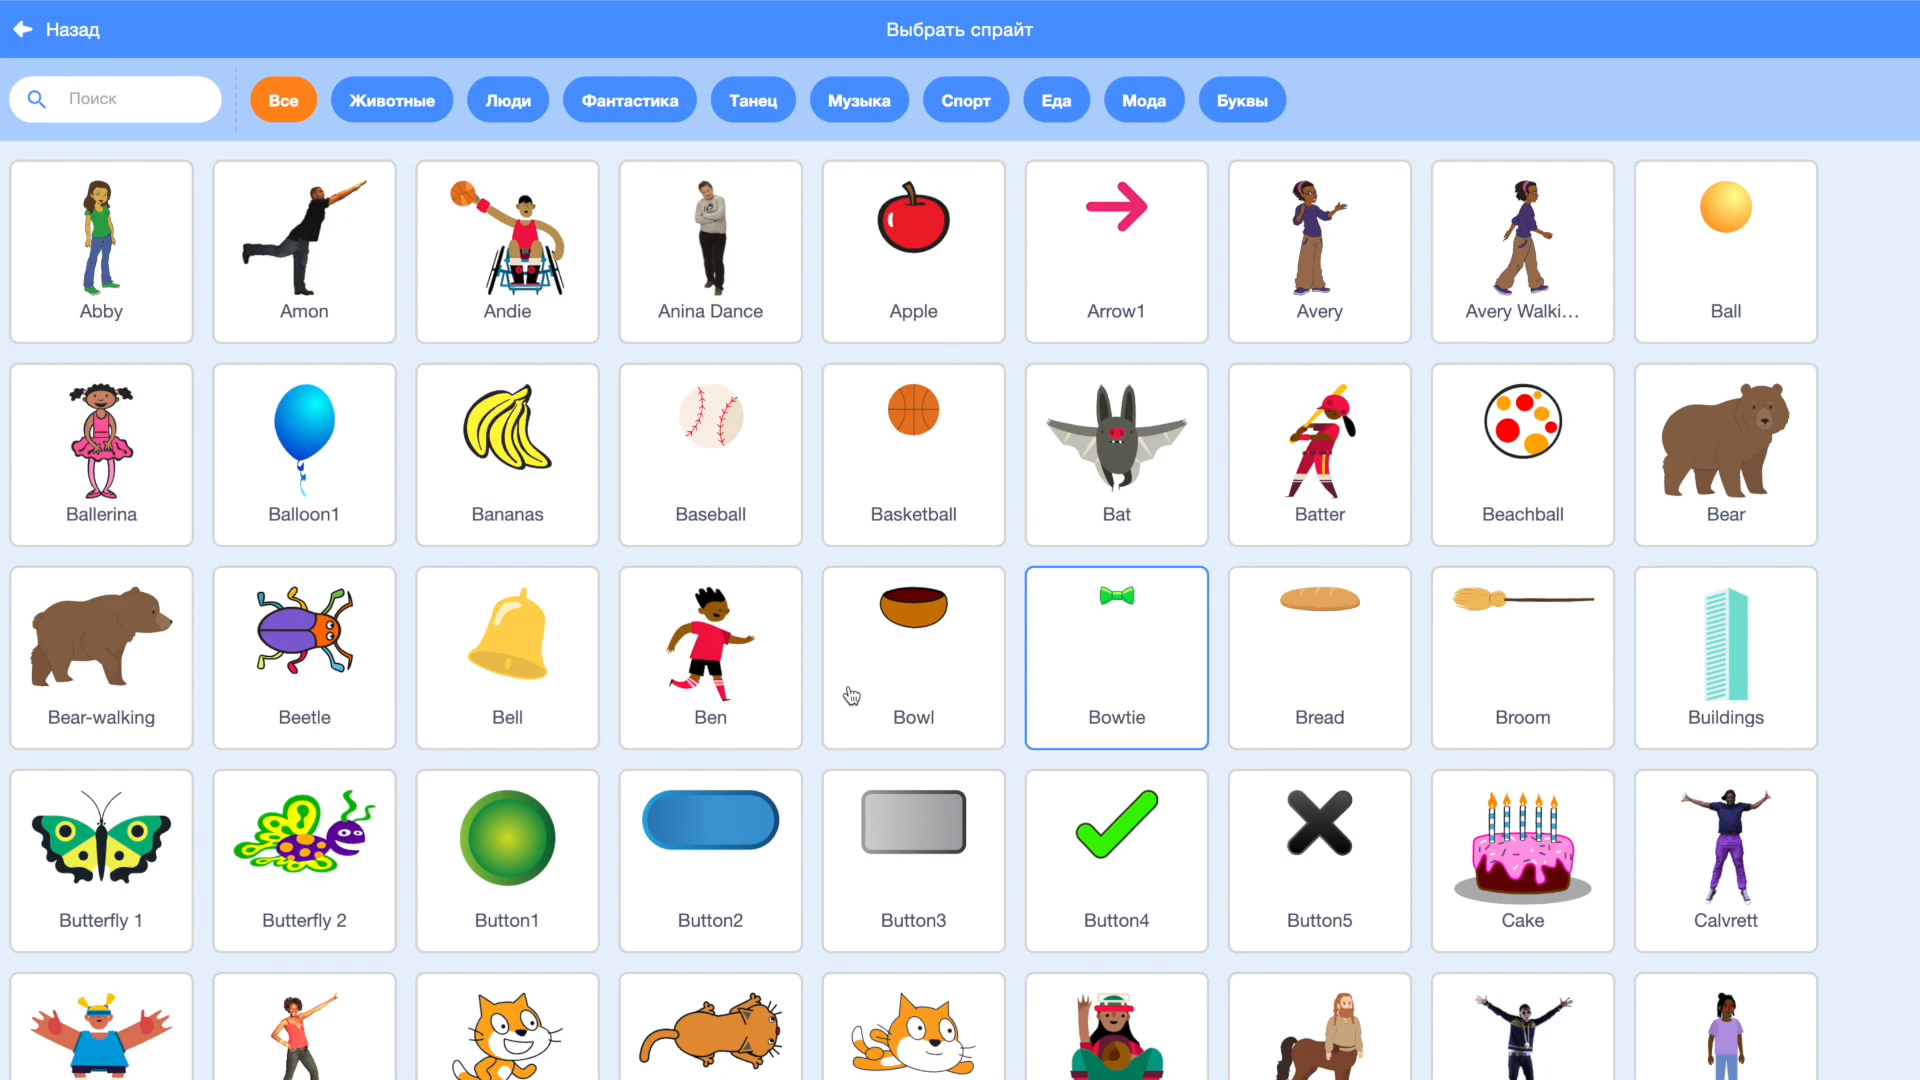 Назад
Выбрать спрайт
Поиск
Все
Животные
Люди
Фантастика
Танец
Музыка
Спорт
Еда
Мода
Буквы
Abby
Amon
Andie
Anina Dance
Apple
Arrow1
Avery
Avery Walki...
Ball
Ballerina
Balloon1
Bananas
Baseball
Basketball
Bat
Batter
Beachball
Bear
Bear-walking
Beetle
Bell
Ben
Bowl
Bowtie
Bread
Broom
Buildings
Butterfly 1
Butterfly 2
Button1
Button2
Button3
Button4
Button5
Cake
Calvrett